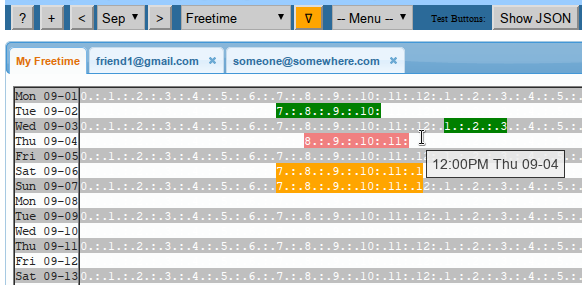 ? + < Sep > Freetime ∇ -- Menu -- Test Buttons: Show JSON
My Freetime friend1@gmail.com × someone@somewhere.com ×
Mon 09-01 0.:.1.:.2.:.3.:.4.:.5.:.6.:.7.:.8.:.9.:.10:.11:.12:.1.:.2.:.3.:.4.:.5.
Tue 09-02 7.:.8.:.9.:.10:
Wed 09-03 0.:.1.:.2.:.3.:.4.:.5.:.6.:.7.:.8.:.9.:.10:.11:.12:.1.:.2.:.3.:.4.:.5.
Thu 09-04 8.:.9.:.10:.11:
12:00PM Thu 09-04
Fri 09-05 0.:.1.:.2.:.3.:.4.:.5.:.6.:.7.:.8.:.9.:.10:.11:.1
Sat 09-06 7.:.8.:.9.:.10:.11:.1
Sun 09-07 0.:.1.:.2.:.3.:.4.:.5.:.6.:.7.:.8.:.9.:.10:.11:.12:.1.:.2.:.3.:.4.:.5.
Mon 09-08
Tue 09-09 0.:.1.:.2.:.3.:.4.:.5.:.6.:.7.:.8.:.9.:.10:.11:.12:.1.:.2.:.3.:.4.:.5.
Wed 09-10
Thu 09-11 0.:.1.:.2.:.3.:.4.:.5.:.6.:.7.:.8.:.9.:.10:.11:.12:.1.:.2.:.3.:.4.:.5.
Fri 09-12
Sat 09-13 0.:.1.:.2.:.3.:.4.:.5.:.6.:.7.:.8.:.9.:.10:.11:.12:.1.:.2.:.3.:.4.:.5.